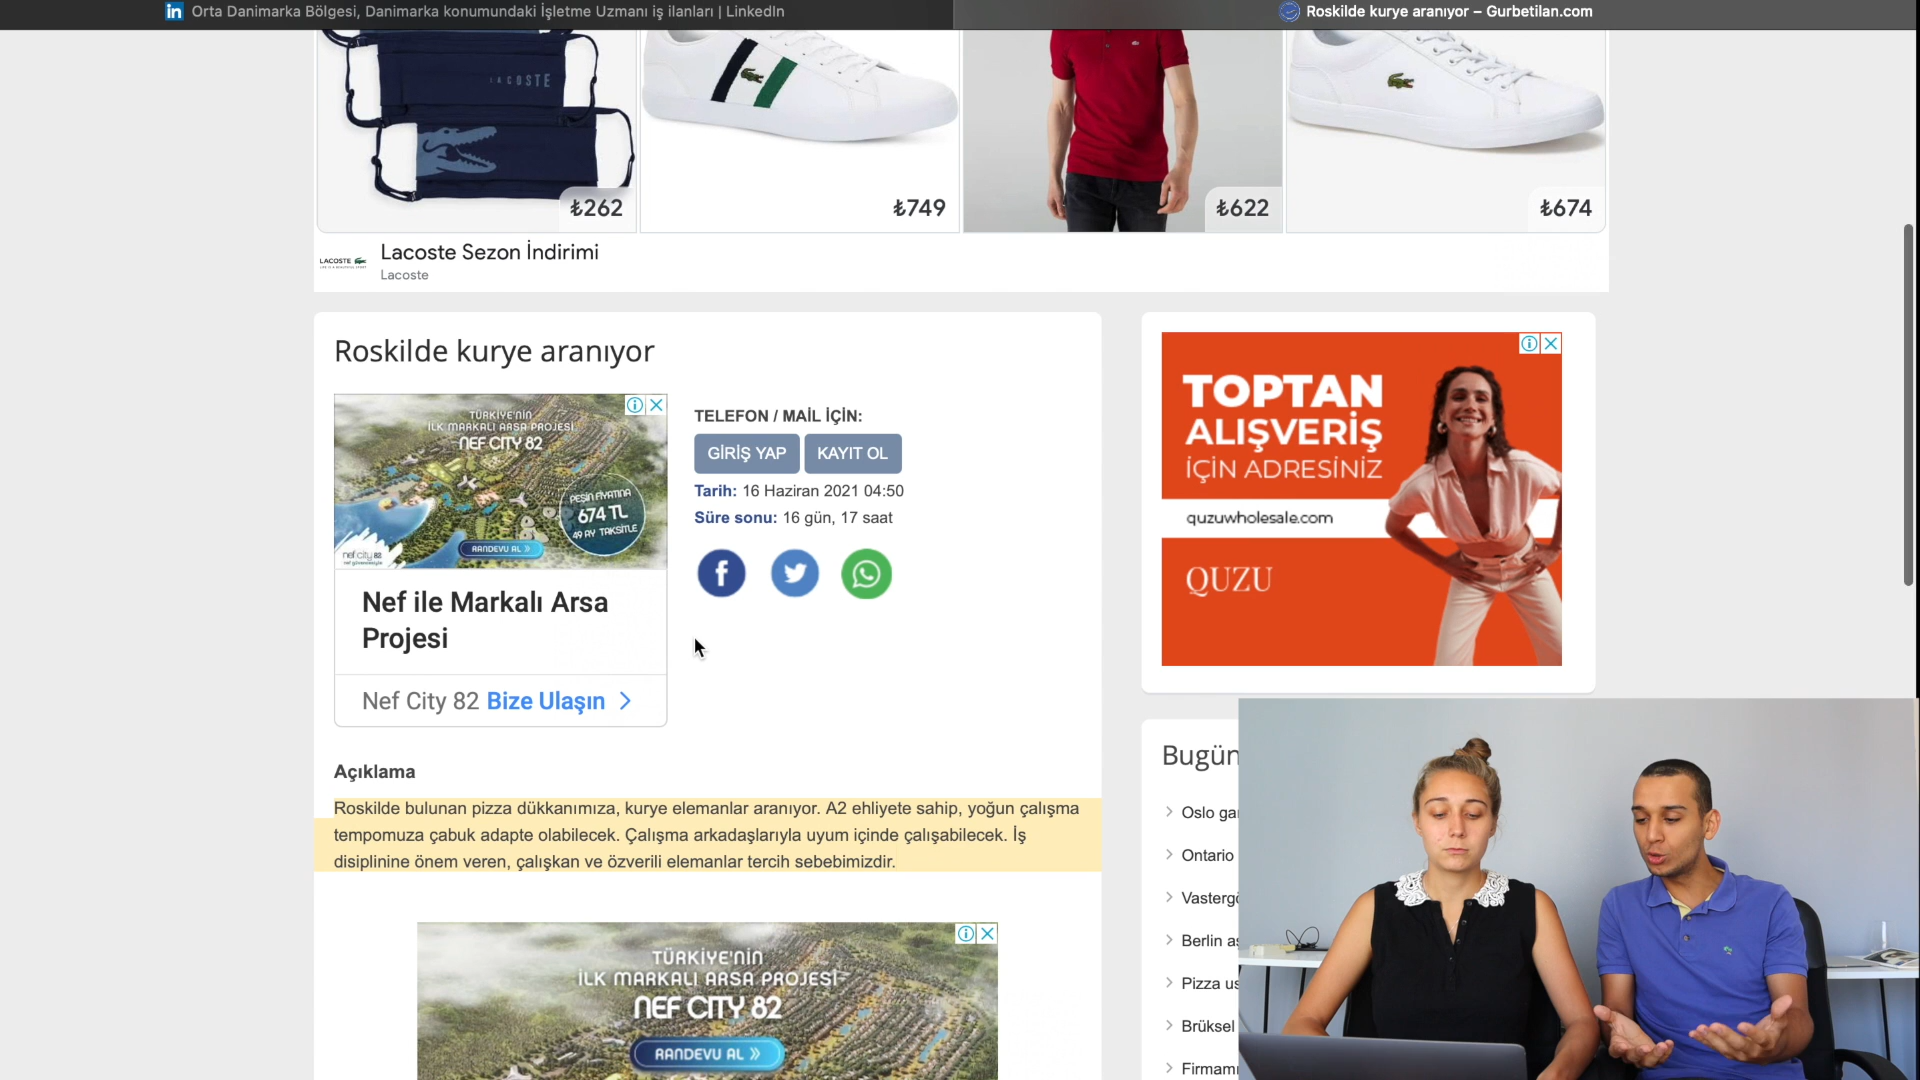 Orta Danimarka Bölgesi, Danimarka konumundaki İşletme Uzmanı iş ilanları | LinkedIn
Roskilde kurye aranıyor – Gurbetilan.com
LACOSTE
₺262
₺749
₺622
₺674
LACOSTE
Lacoste Sezon İndirimi
Lacoste
Roskilde kurye aranıyor
TÜRKİYE'NİN
İLK MARKALI ARSA PROJESİ
NEF CITY 82
PEŞİN FİYATINA
674 TL
49 AY TAKSİTLE
RANDEVU AL »
nef city 82
Nef ile Markalı Arsa
Projesi
Nef City 82 Bize Ulaşın
TELEFON / MAİL İÇİN:
GİRİŞ YAP KAYIT OL
Tarih: 16 Haziran 2021 04:50
Süre sonu: 16 gün, 17 saat
TOPTAN
ALIŞVERİŞ
İÇİN ADRESİNİZ
quzuwholesale.com
QUZU
Açıklama
Roskilde bulunan pizza dükkanımıza, kurye elemanlar aranıyor. A2 ehliyete sahip, yoğun çalışma
tempomuza çabuk adapte olabilecek. Çalışma arkadaşlarıyla uyum içinde çalışabilecek. İş
disiplinine önem veren, çalışkan ve özverili elemanlar tercih sebebimizdir.
TÜRKİYE'NİN
İLK MARKALI ARSA PROJESİ
NEF CITY 82
RANDEVU AL »
Bugün
Oslo
Ontario
Berlin
Pizza
Brüksel